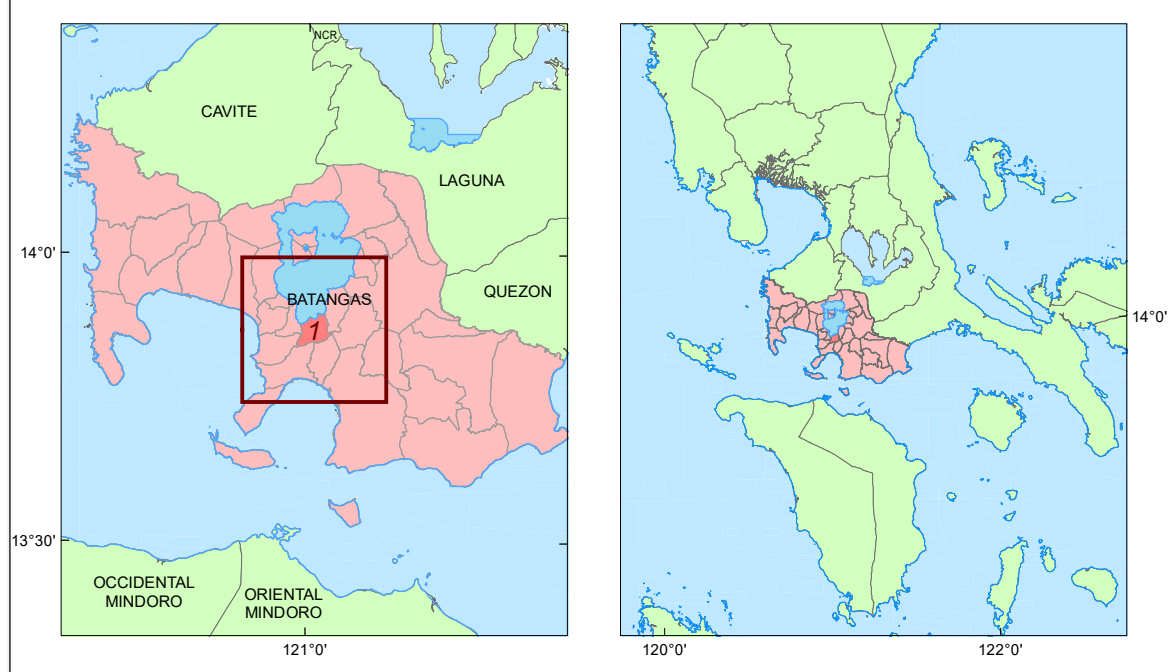 NCR
CAVITE
LAGUNA
14°0'
QUEZON
BATANGAS
1
13°30'
OCCIDENTAL
MINDORO
ORIENTAL
MINDORO
121°0'
14°0'
120°0'
122°0'